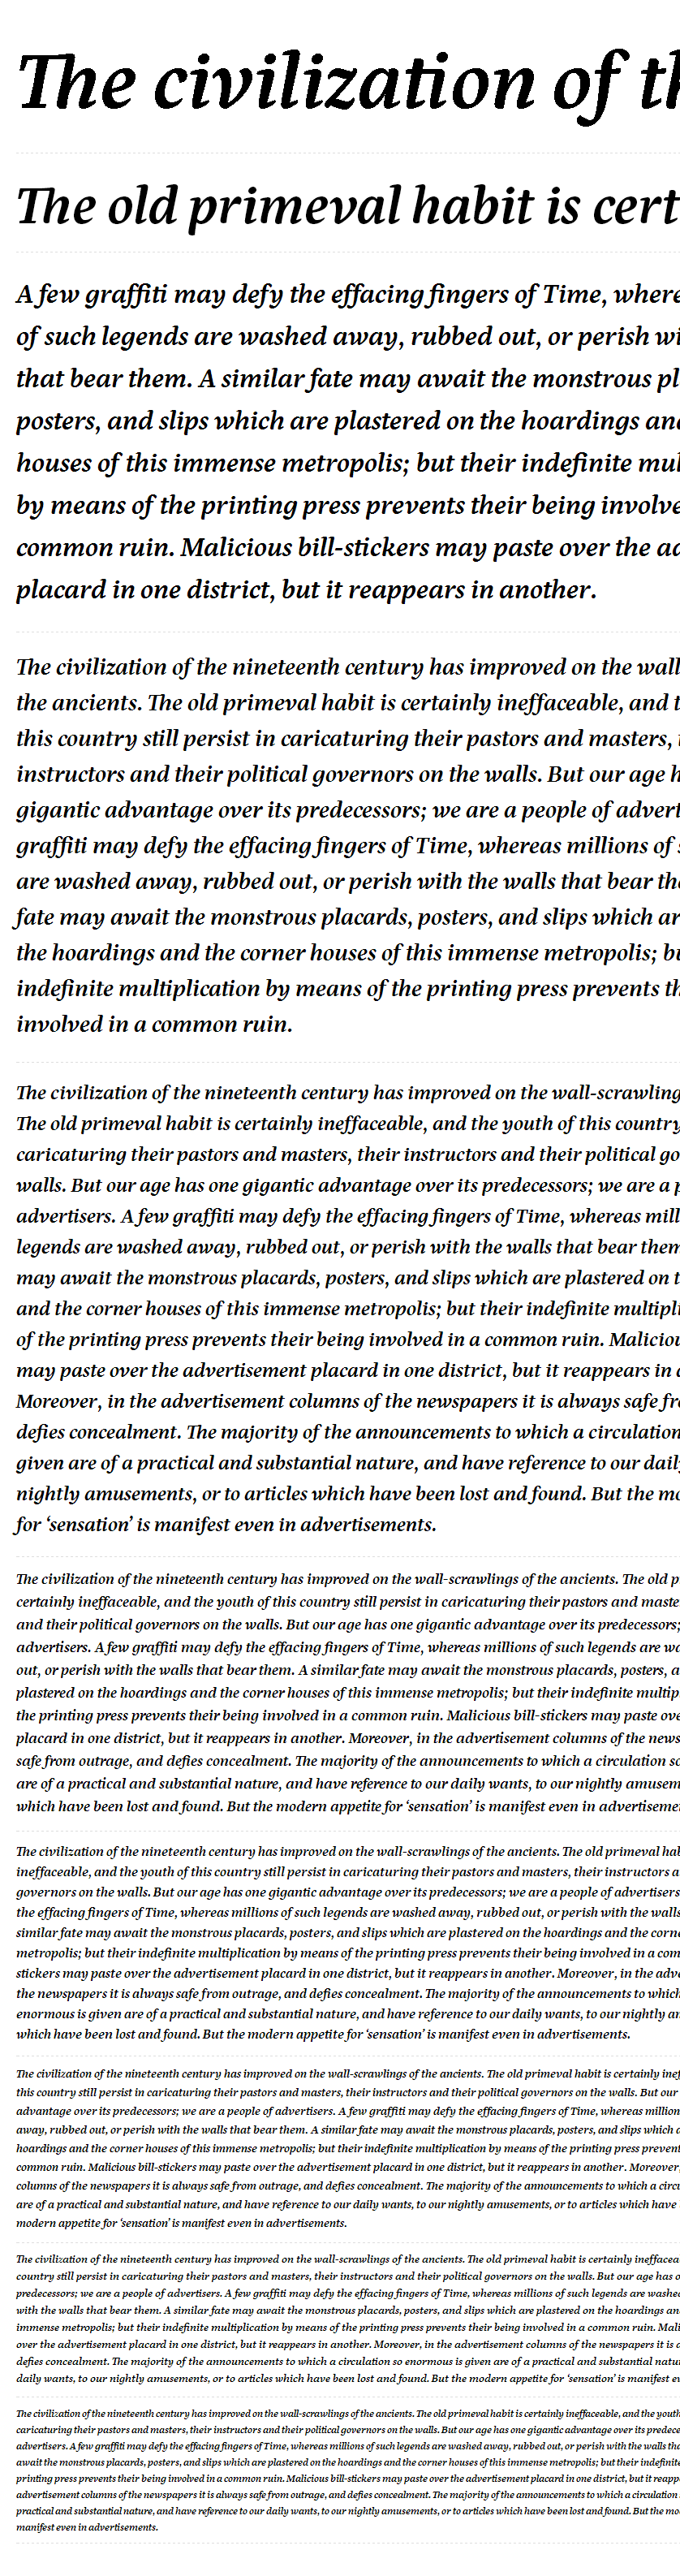 The civilization of th
The old primeval habit is cert
A few graffiti may defy the effacing fingers of Time, where
of such legends are washed away, rubbed out, or perish wi
that bear them. A similar fate may await the monstrous pl
posters, and slips which are plastered on the hoardings and
houses of this immense metropolis; but their indefinite mul
by means of the printing press prevents their being involve
common ruin. Malicious bill-stickers may paste over the ad
placard in one district, but it reappears in another.
The civilization of the nineteenth century has improved on the wall
the ancients. The old primeval habit is certainly ineffaceable, and t
this country still persist in caricaturing their pastors and masters, i
instructors and their political governors on the walls. But our age h
gigantic advantage over its predecessors; we are a people of advert
graffiti may defy the effacing fingers of Time, whereas millions of s
are washed away, rubbed out, or perish with the walls that bear the
fate may await the monstrous placards, posters, and slips which ar
the hoardings and the corner houses of this immense metropolis; bu
indefinite multiplication by means of the printing press prevents th
involved in a common ruin.
The civilization of the nineteenth century has improved on the wall-scrawling
The old primeval habit is certainly ineffaceable, and the youth of this country
caricaturing their pastors and masters, their instructors and their political go
walls. But our age has one gigantic advantage over its predecessors; we are a p
advertisers. A few graffiti may defy the effacing fingers of Time, whereas mill
legends are washed away, rubbed out, or perish with the walls that bear them
may await the monstrous placards, posters, and slips which are plastered on t
and the corner houses of this immense metropolis; but their indefinite multipli
of the printing press prevents their being involved in a common ruin. Maliciou
may paste over the advertisement placard in one district, but it reappears in a
Moreover, in the advertisement columns of the newspapers it is always safe fr
defies concealment. The majority of the announcements to which a circulation
given are of a practical and substantial nature, and have reference to our dail
nightly amusements, or to articles which have been lost and found. But the mo
for ‘sensation’ is manifest even in advertisements.
The civilization of the nineteenth century has improved on the wall-scrawlings of the ancients. The old p
certainly ineffaceable, and the youth of this country still persist in caricaturing their pastors and maste
and their political governors on the walls. But our age has one gigantic advantage over its predecessors;
advertisers. A few graffiti may defy the effacing fingers of Time, whereas millions of such legends are wa
out, or perish with the walls that bear them. A similar fate may await the monstrous placards, posters, a
plastered on the hoardings and the corner houses of this immense metropolis; but their indefinite multip
the printing press prevents their being involved in a common ruin. Malicious bill-stickers may paste ove
placard in one district, but it reappears in another. Moreover, in the advertisement columns of the news
safe from outrage, and defies concealment. The majority of the announcements to which a circulation so
are of a practical and substantial nature, and have reference to our daily wants, to our nightly amusem
which have been lost and found. But the modern appetite for ‘sensation’ is manifest even in advertiseme
The civilization of the nineteenth century has improved on the wall-scrawlings of the ancients. The old primeval hab
ineffaceable, and the youth of this country still persist in caricaturing their pastors and masters, their instructors a
governors on the walls. But our age has one gigantic advantage over its predecessors; we are a people of advertisers
the effacing fingers of Time, whereas millions of such legends are washed away, rubbed out, or perish with the walls
similar fate may await the monstrous placards, posters, and slips which are plastered on the hoardings and the corne
metropolis; but their indefinite multiplication by means of the printing press prevents their being involved in a com
stickers may paste over the advertisement placard in one district, but it reappears in another. Moreover, in the adve
the newspapers it is always safe from outrage, and defies concealment. The majority of the announcements to which
enormous is given are of a practical and substantial nature, and have reference to our daily wants, to our nightly am
which have been lost and found. But the modern appetite for ‘sensation’ is manifest even in advertisements.
The civilization of the nineteenth century has improved on the wall-scrawlings of the ancients. The old primeval habit is certainly inef
this country still persist in caricaturing their pastors and masters, their instructors and their political governors on the walls. But our
advantage over its predecessors; we are a people of advertisers. A few graffiti may defy the effacing fingers of Time, whereas million
away, rubbed out, or perish with the walls that bear them. A similar fate may await the monstrous placards, posters, and slips which a
hoardings and the corner houses of this immense metropolis; but their indefinite multiplication by means of the printing press prevent
common ruin. Malicious bill-stickers may paste over the advertisement placard in one district, but it reappears in another. Moreover,
columns of the newspapers it is always safe from outrage, and defies concealment. The majority of the announcements to which a circu
are of a practical and substantial nature, and have reference to our daily wants, to our nightly amusements, or to articles which have
modern appetite for ‘sensation’ is manifest even in advertisements.
The civilization of the nineteenth century has improved on the wall-scrawlings of the ancients. The old primeval habit is certainly ineffacea
country still persist in caricaturing their pastors and masters, their instructors and their political governors on the walls. But our age has o
predecessors; we are a people of advertisers. A few graffiti may defy the effacing fingers of Time, whereas millions of such legends are washe
with the walls that bear them. A similar fate may await the monstrous placards, posters, and slips which are plastered on the hoardings an
immense metropolis; but their indefinite multiplication by means of the printing press prevents their being involved in a common ruin. Mali
over the advertisement placard in one district, but it reappears in another. Moreover, in the advertisement columns of the newspapers it is a
defies concealment. The majority of the announcements to which a circulation so enormous is given are of a practical and substantial natur
daily wants, to our nightly amusements, or to articles which have been lost and found. But the modern appetite for ‘sensation’ is manifest ev
The civilization of the nineteenth century has improved on the wall-scrawlings of the ancients. The old primeval habit is certainly ineffaceable, and the youth
caricaturing their pastors and masters, their instructors and their political governors on the walls. But our age has one gigantic advantage over its predece
advertisers. A few graffiti may defy the effacing fingers of Time, whereas millions of such legends are washed away, rubbed out, or perish with the walls tha
await the monstrous placards, posters, and slips which are plastered on the hoardings and the corner houses of this immense metropolis; but their indefinite
printing press prevents their being involved in a common ruin. Malicious bill-stickers may paste over the advertisement placard in one district, but it reapp
advertisement columns of the newspapers it is always safe from outrage, and defies concealment. The majority of the announcements to which a circulation
practical and substantial nature, and have reference to our daily wants, to our nightly amusements, or to articles which have been lost and found. But the mo
manifest even in advertisements.